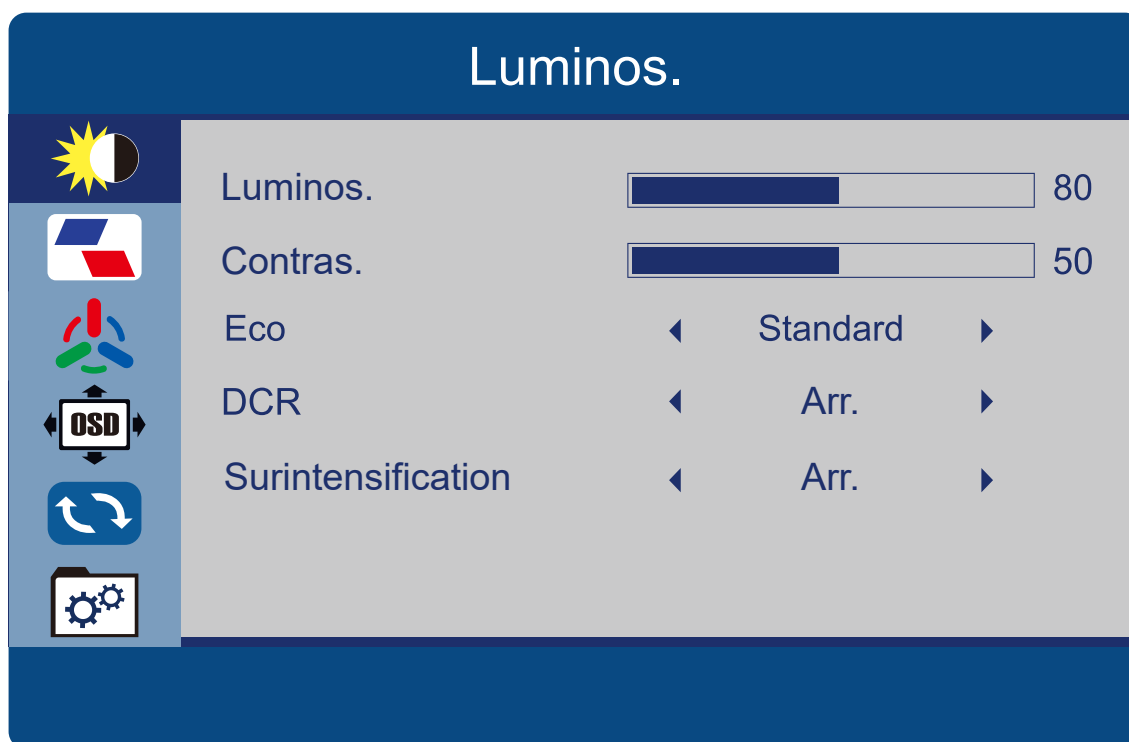 Luminos.
Luminos. 80
Contras. 50
Eco Standard
DCR Arr.
OSD
Surintensification Arr.